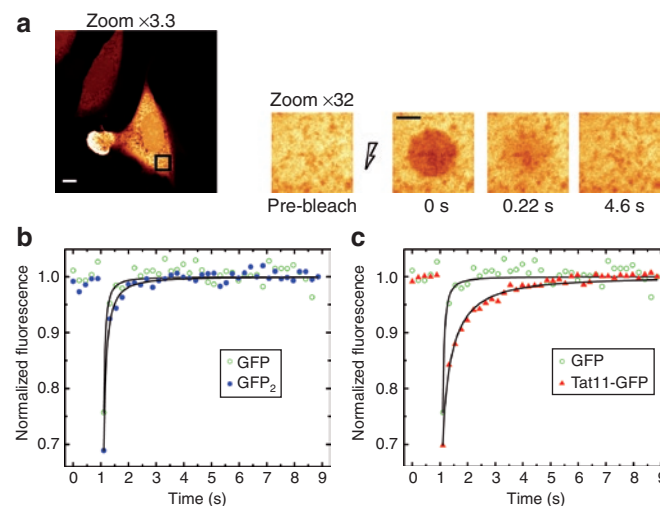 a
Zoom ×3.3
Zoom ×32
Pre-bleach
0 s
0.22 s
4.6 s
b
Normalized fluorescence
1.0
0.9
0.8
0.7
GFP
GFP₂
0 1 2 3 4 5 6 7 8 9
Time (s)
c
Normalized fluorescence
1.0
0.9
0.8
0.7
GFP
Tat11-GFP
0 1 2 3 4 5 6 7 8 9
Time (s)